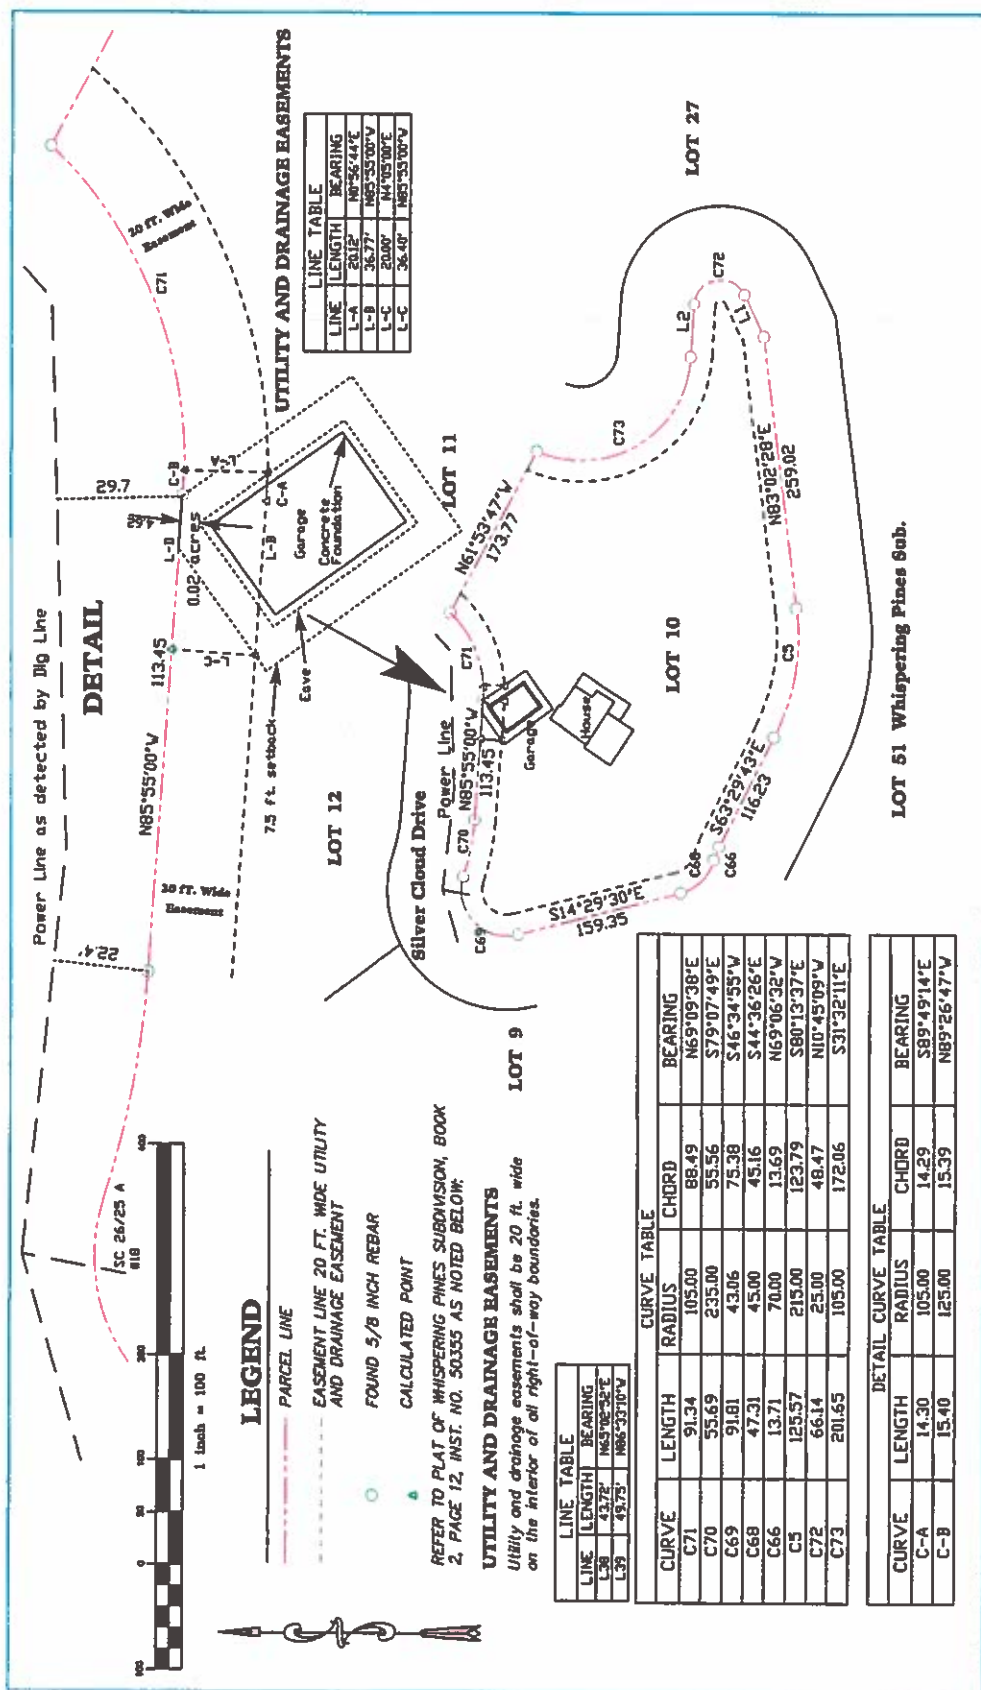 DETAIL
Power Line as detected by Dig Line
SC 26/25 A
818
22.4'
N85°55'00"W
113.45
L-D
29.7
4.62
C-B
C71
20 FT. Wide
Easement
0.02 acres
L-A
L-C
L-B
C-A
Garage
Concrete
Foundation
Eave
7.5 ft. setback
20 FT. Wide
Easement
UTILITY AND DRAINAGE EASEMENTS
LINE TABLE
LINE LENGTH BEARING
L-A 20.12' N0°56'44"E
L-B 36.77' N85°55'00"W
L-C 20.00' N4°05'00"E
L-C 36.40' N85°55'00"W
600
200
100
50
0
100
1 inch = 100 ft.
LEGEND
PARCEL LINE
EASEMENT LINE 20 FT. WIDE UTILITY
AND DRAINAGE EASEMENT
FOUND 5/8 INCH REBAR
CALCULATED POINT
REFER TO PLAT OF WHISPERING PINES SUBDIVISION, BOOK
2, PAGE 12, INST. NO. 50355 AS NOTED BELOW:
UTILITY AND DRAINAGE EASEMENTS
Utility and drainage easements shall be 20 ft. wide
on the interior of all right-of-way boundaries.
LOT 12
LOT 11
LOT 27
LOT 9
LOT 10
Silver Cloud Drive
Power Line
N85°55'00"W
113.45
C69
C70
C71
N61°53'47"W
173.77
C73
L2
C72
L1
N83°02'28"E
259.02
C5
S63°29'43"E
116.23
C66
C68
S14°29'30"E
159.35
Garage
House
LOT 51 Whispering Pines Sub.
LINE TABLE
LINE LENGTH BEARING
L38 43.72' N65°02'52"E
L39 49.75' N86°33'10"W
CURVE TABLE
CURVE LENGTH RADIUS CHORD BEARING
C71 91.34 105.00 88.49 N69°09'38"E
C70 55.69 235.00 55.56 S79°07'49"E
C69 91.81 43.06 75.38 S46°34'55"W
C68 47.31 45.00 45.16 S44°36'26"E
C66 13.71 70.00 13.69 N69°06'32"W
C5 125.57 215.00 123.79 S80°13'37"E
C72 66.14 25.00 48.47 N10°45'09"W
C73 201.65 105.00 172.06 S31°32'11"E
DETAIL CURVE TABLE
CURVE LENGTH RADIUS CHORD BEARING
C-A 14.30 105.00 14.29 S89°49'14"E
C-B 15.40 125.00 15.39 N89°26'47"W